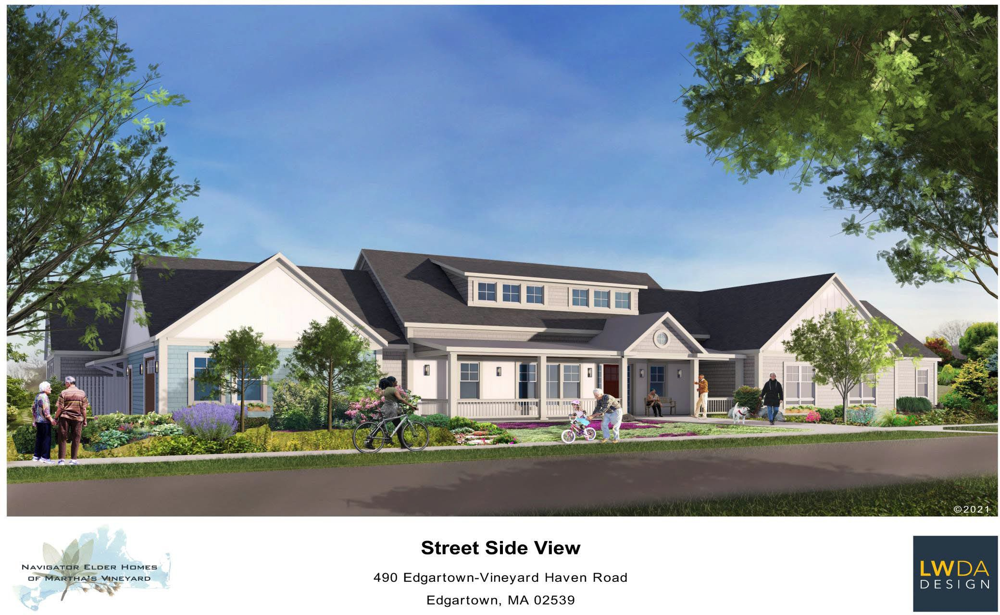 ©2021
Street Side View
490 Edgartown-Vineyard Haven Road
Edgartown, MA 02539
NAVIGATOR ELDER HOMES
OF MARTHA'S VINEYARD
LWDA
DESIGN